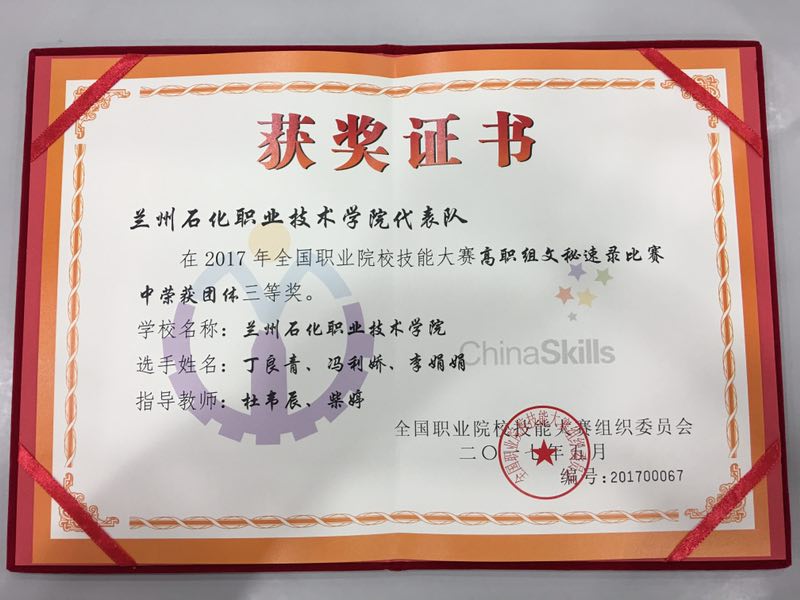 获奖证书
兰州石化职业技术学院代表队
在2017年全国职业院校技能大赛高职组文秘速录比赛
中荣获团体三等奖。
学校名称：兰州石化职业技术学院
ChinaSkills
选手姓名：丁良青、冯利娇、李娟娟
指导教师：杜韦辰、柴婷
全国职业院校技能大赛组织委员会
二〇一七年五月
编号：201700067